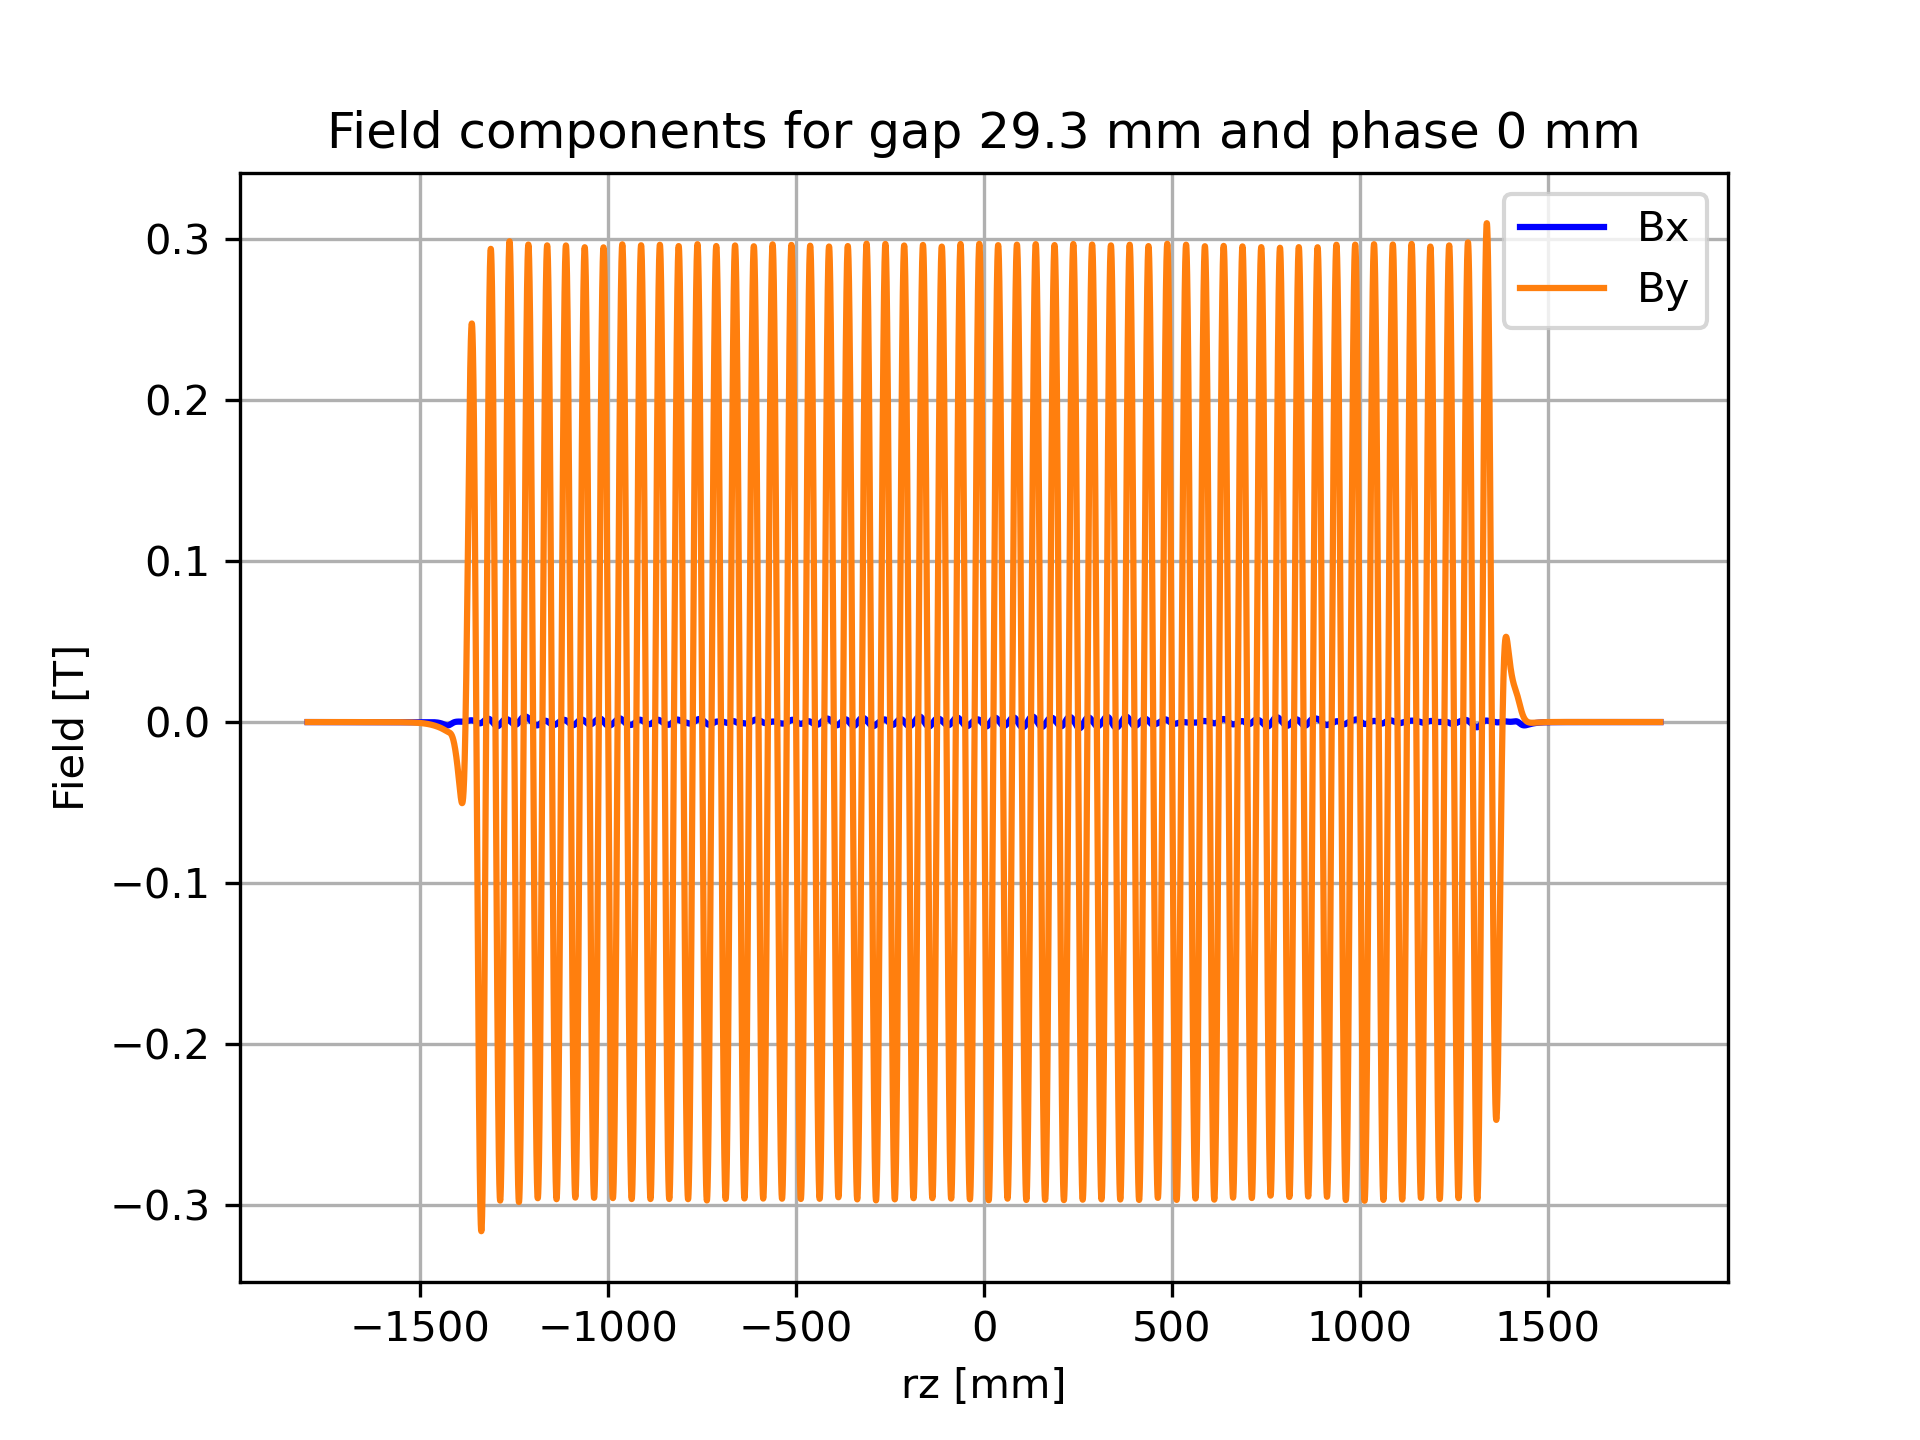 Field components for gap 29.3 mm and phase 0 mm
Bx
By
0.3
0.2
0.1
0.0
−0.1
−0.2
−0.3
Field [T]
−1500
−1000
−500
0
500
1000
1500
rz [mm]